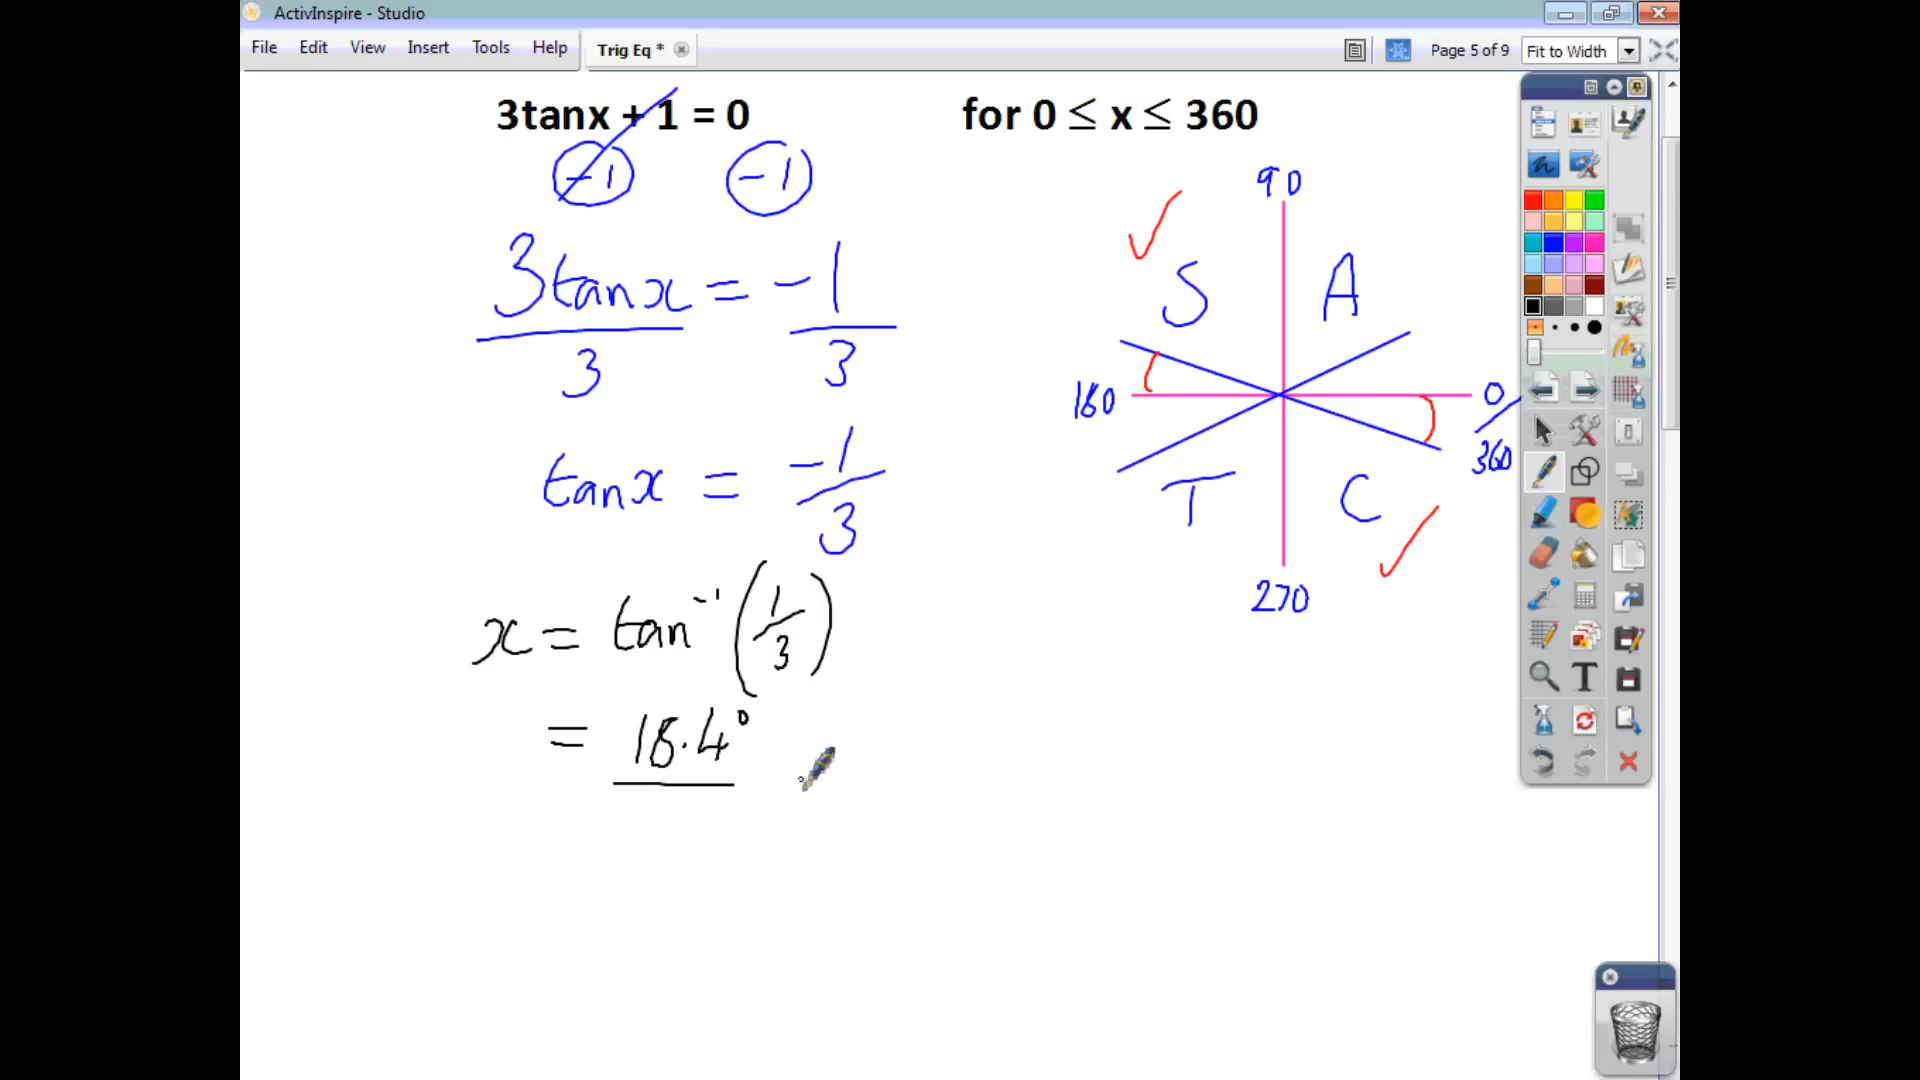 ActivInspire - Studio
File Edit View Insert Tools Help Trig Eq * Page 5 of 9 Fit to Width
3tanx + 1 = 0 for 0 ≤ x ≤ 360
-1 -1
3tanx = -1
3 3
tanx = -1/3
x = tan⁻¹(1/3)
= 18.4°
90
S A
180 0/360
T C
270